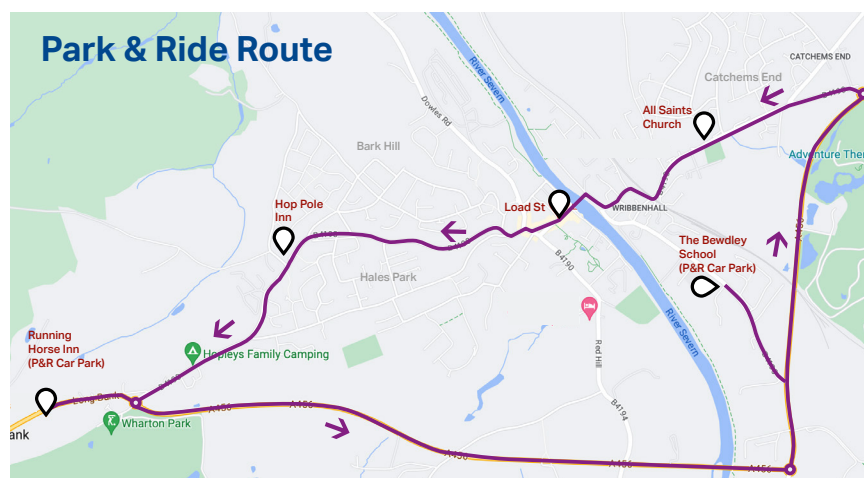 Park & Ride Route
CATCHEMS END
Catchems End
River Severn
Dowles Rd
All Saints
Church
Adventure Ther
Bark Hill
Hop Pole
Inn
Load St
WRIBBENHALL
B4190
The Bewdley
School
(P&R Car Park)
Hales Park
Running
Horse Inn
(P&R Car Park)
Hopleys Family Camping
River Severn
Red Hill
Long Bank
ank
Wharton Park
A456
A456
B4194
A456
A456
A456